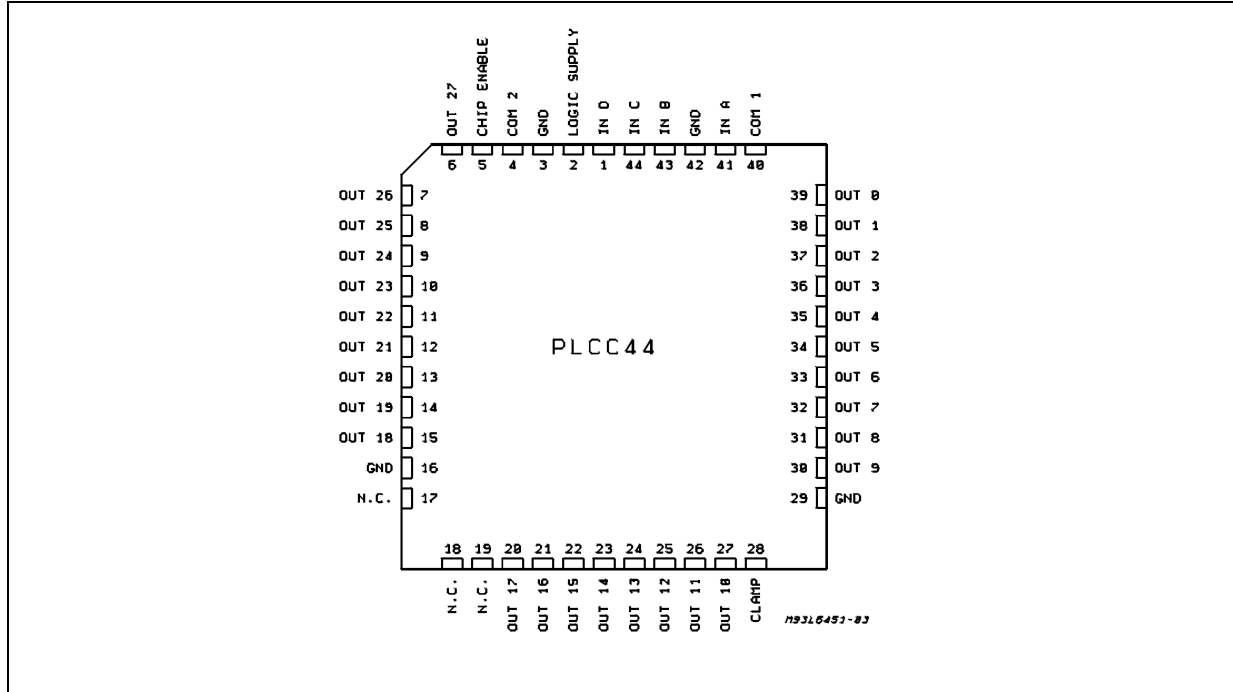 OUT 27
CHIP ENABLE
COM 2
GND
LOGIC SUPPLY
IN D
IN C
IN B
GND
IN A
COM 1
6 5 4 3 2 1 44 43 42 41 40
OUT 26 7
39 OUT 0
OUT 25 8
38 OUT 1
OUT 24 9
37 OUT 2
OUT 23 10
36 OUT 3
OUT 22 11
35 OUT 4
OUT 21 12
34 OUT 5
PLCC44
OUT 20 13
33 OUT 6
OUT 19 14
32 OUT 7
OUT 18 15
31 OUT 8
GND 16
30 OUT 9
N.C. 17
29 GND
18 19 20 21 22 23 24 25 26 27 28
N.C.
N.C.
OUT 17
OUT 16
OUT 15
OUT 14
OUT 13
OUT 12
OUT 11
OUT 10
CLAMP
M93L6451-03